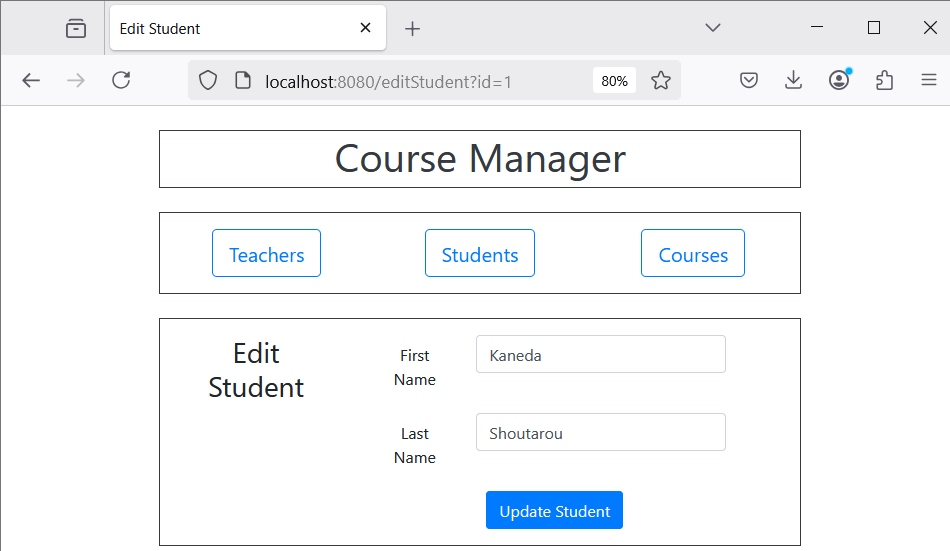 Edit Student
localhost:8080/editStudent?id=1
80%
Course Manager
Teachers
Students
Courses
Edit
Student
First
Name
Kaneda
Last
Name
Shoutarou
Update Student